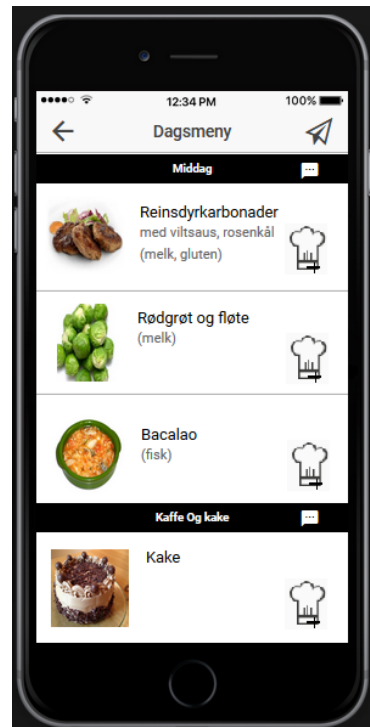 12:34 PM
100%
Dagsmeny
Middag
Reinsdyrkarbonader
med viltsaus, rosenkål
(melk, gluten)
Rødgrøt og fløte
(melk)
Bacalao
(fisk)
Kaffe Og kake
Kake